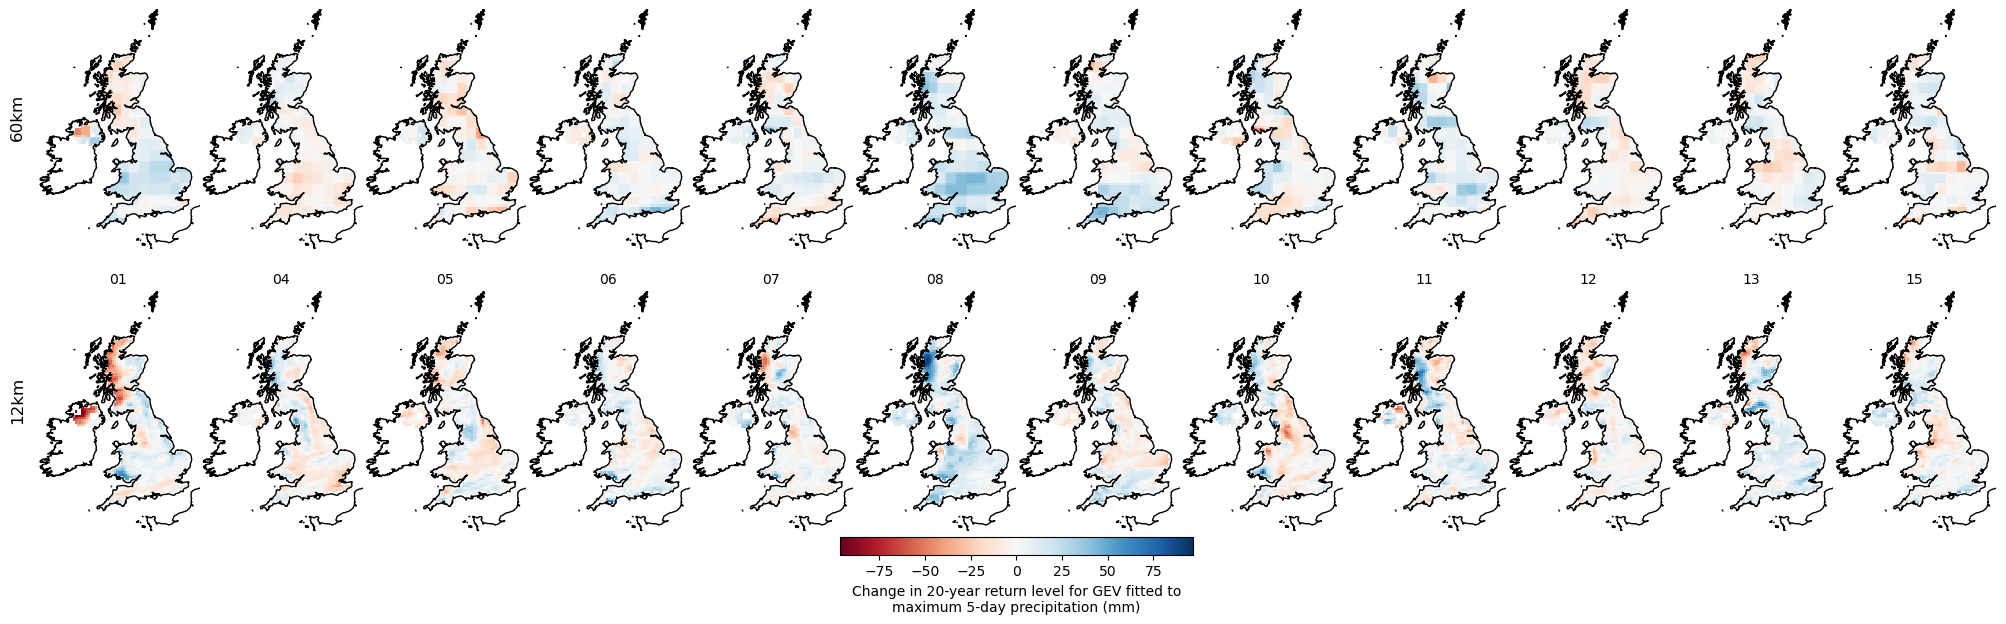 60km
01 04 05 06 07 08 09 10 11 12 13 15
12km
−75 −50 −25 0 25 50 75
Change in 20-year return level for GEV fitted to
maximum 5-day precipitation (mm)